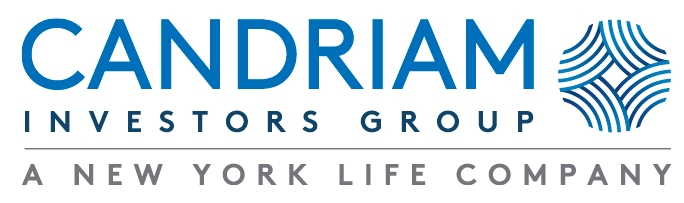 CANDRIAM
INVESTORS GROUP
A NEW YORK LIFE COMPANY